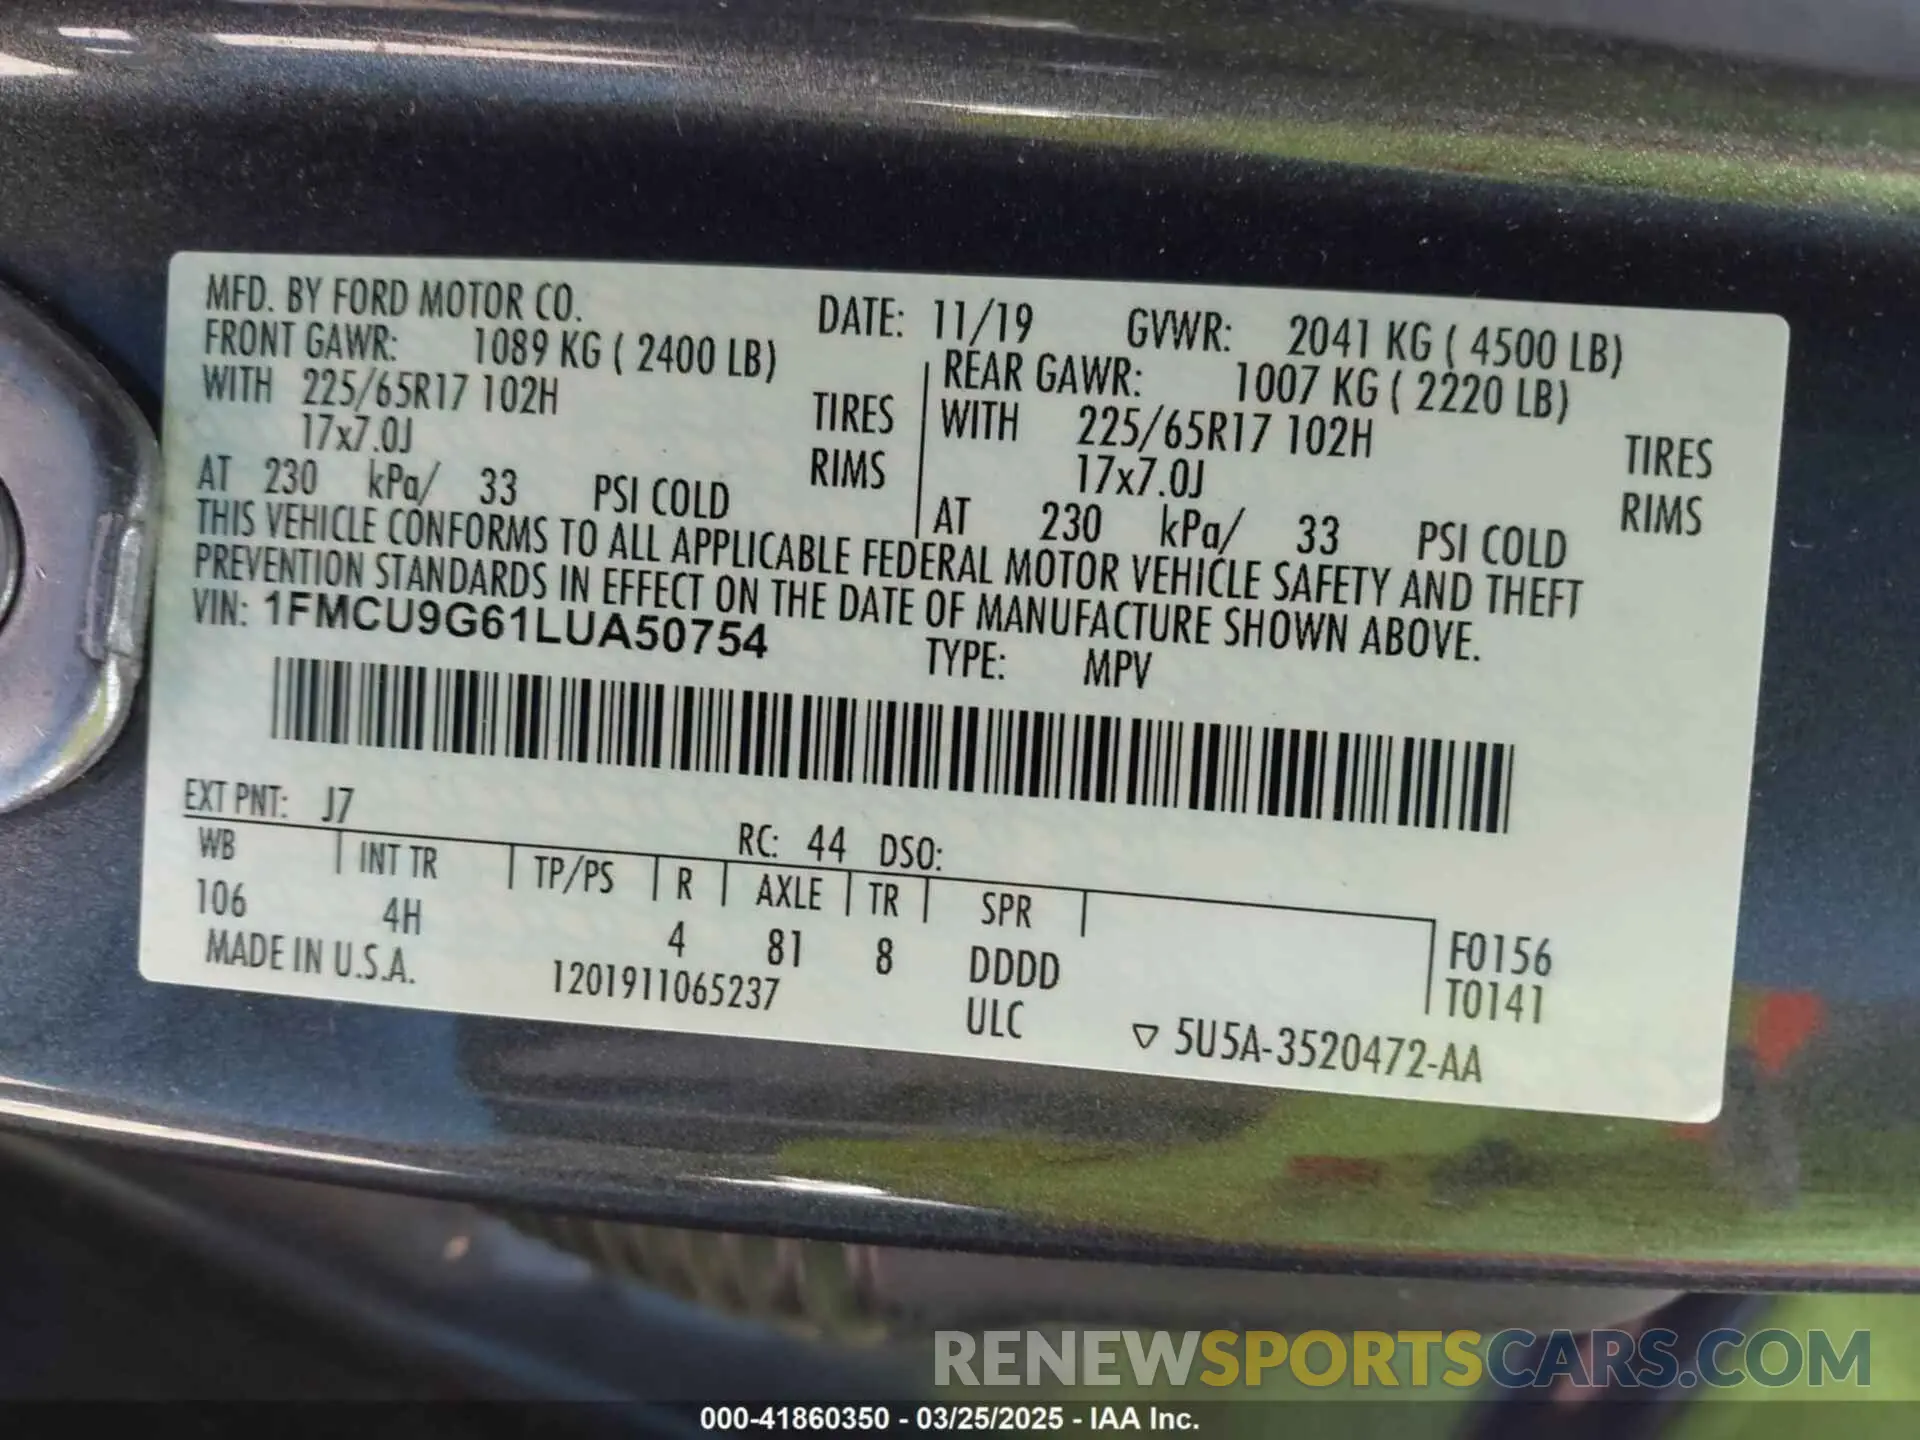 MFD. BY FORD MOTOR CO. DATE: 11/19 GVWR: 2041 KG ( 4500 LB)
FRONT GAWR: 1089 KG ( 2400 LB) REAR GAWR: 1007 KG ( 2220 LB)
WITH 225/65R17 102H TIRES WITH 225/65R17 102H TIRES
17x7.0J RIMS 17x7.0J RIMS
AT 230 kPa/ 33 PSI COLD AT 230 kPa/ 33 PSI COLD
THIS VEHICLE CONFORMS TO ALL APPLICABLE FEDERAL MOTOR VEHICLE SAFETY AND THEFT
PREVENTION STANDARDS IN EFFECT ON THE DATE OF MANUFACTURE SHOWN ABOVE.
VIN: 1FMCU9G61LUA50754 TYPE: MPV
EXT PNT: J7 RC: 44 DSO:
WB INT TR TP/PS R AXLE TR SPR
106 4H 4 81 8 DDDD F0156
MADE IN U.S.A. 1201911065237 ULC T0141
▽ 5U5A-3520472-AA
RENEWSPORTSCARS.COM
000-41860350 - 03/25/2025 - IAA Inc.